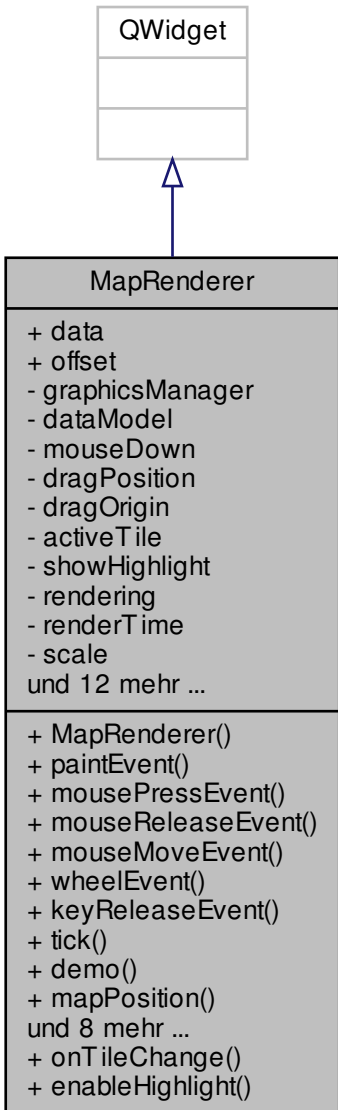 QWidget
MapRenderer
+ data
+ offset
- graphicsManager
- dataModel
- mouseDown
- dragPosition
- dragOrigin
- activeTile
- showHighlight
- rendering
- renderTime
- scale
und 12 mehr ...
+ MapRenderer()
+ paintEvent()
+ mousePressEvent()
+ mouseReleaseEvent()
+ mouseMoveEvent()
+ wheelEvent()
+ keyReleaseEvent()
+ tick()
+ demo()
+ mapPosition()
und 8 mehr ...
+ onTileChange()
+ enableHighlight()